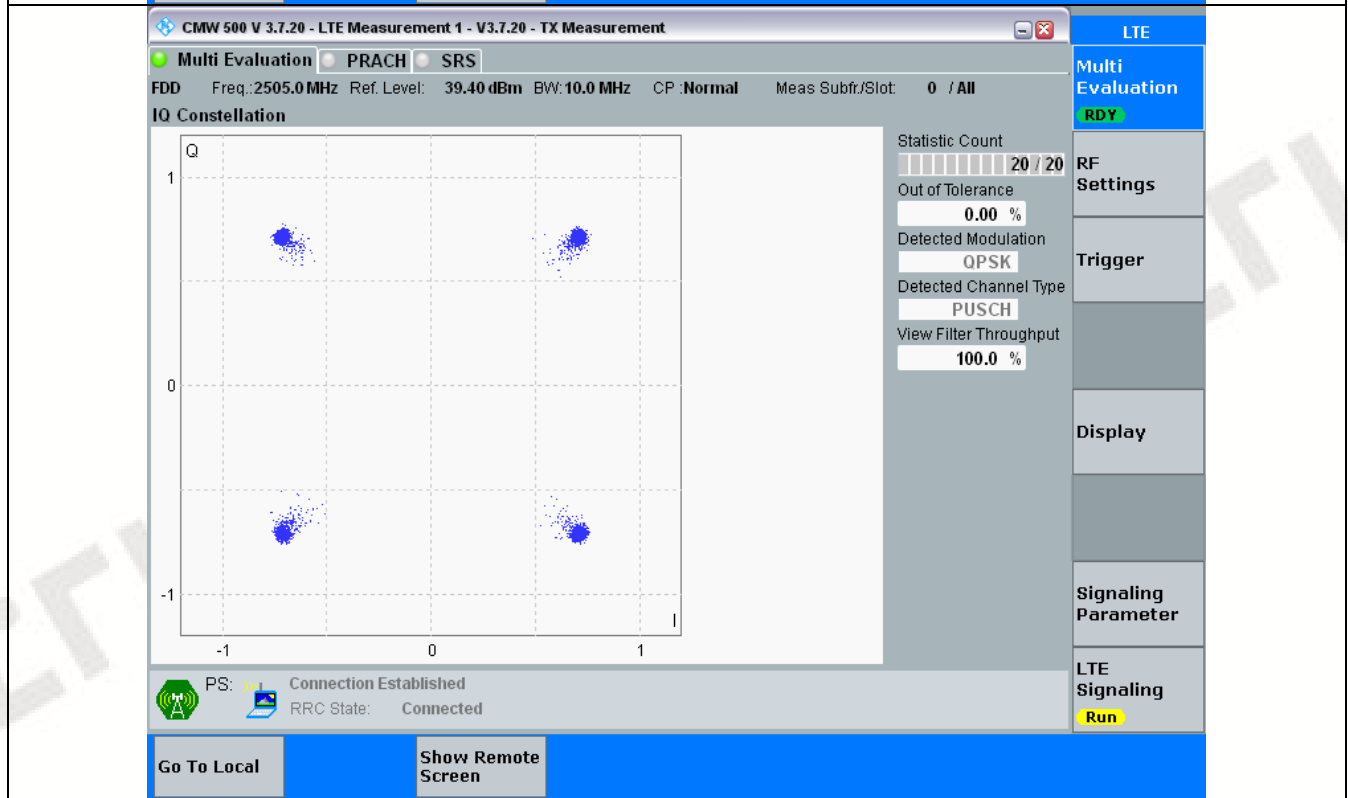 CMW 500 V 3.7.20 - LTE Measurement 1 - V3.7.20 - TX Measurement
LTE
Multi Evaluation PRACH SRS
FDD Freq.:2505.0 MHz Ref. Level: 39.40 dBm BW:10.0 MHz CP :Normal Meas Subfr./Slot: 0 / All
IQ Constellation
Q
1
0
-1
I
-1 0 1
Statistic Count
20 / 20
Out of Tolerance
0.00 %
Detected Modulation
QPSK
Detected Channel Type
PUSCH
View Filter Throughput
100.0 %
Multi
Evaluation
RDY
RF
Settings
Trigger
Display
Signaling
Parameter
LTE
Signaling
Run
PS: Connection Established
RRC State: Connected
Go To Local
Show Remote
Screen